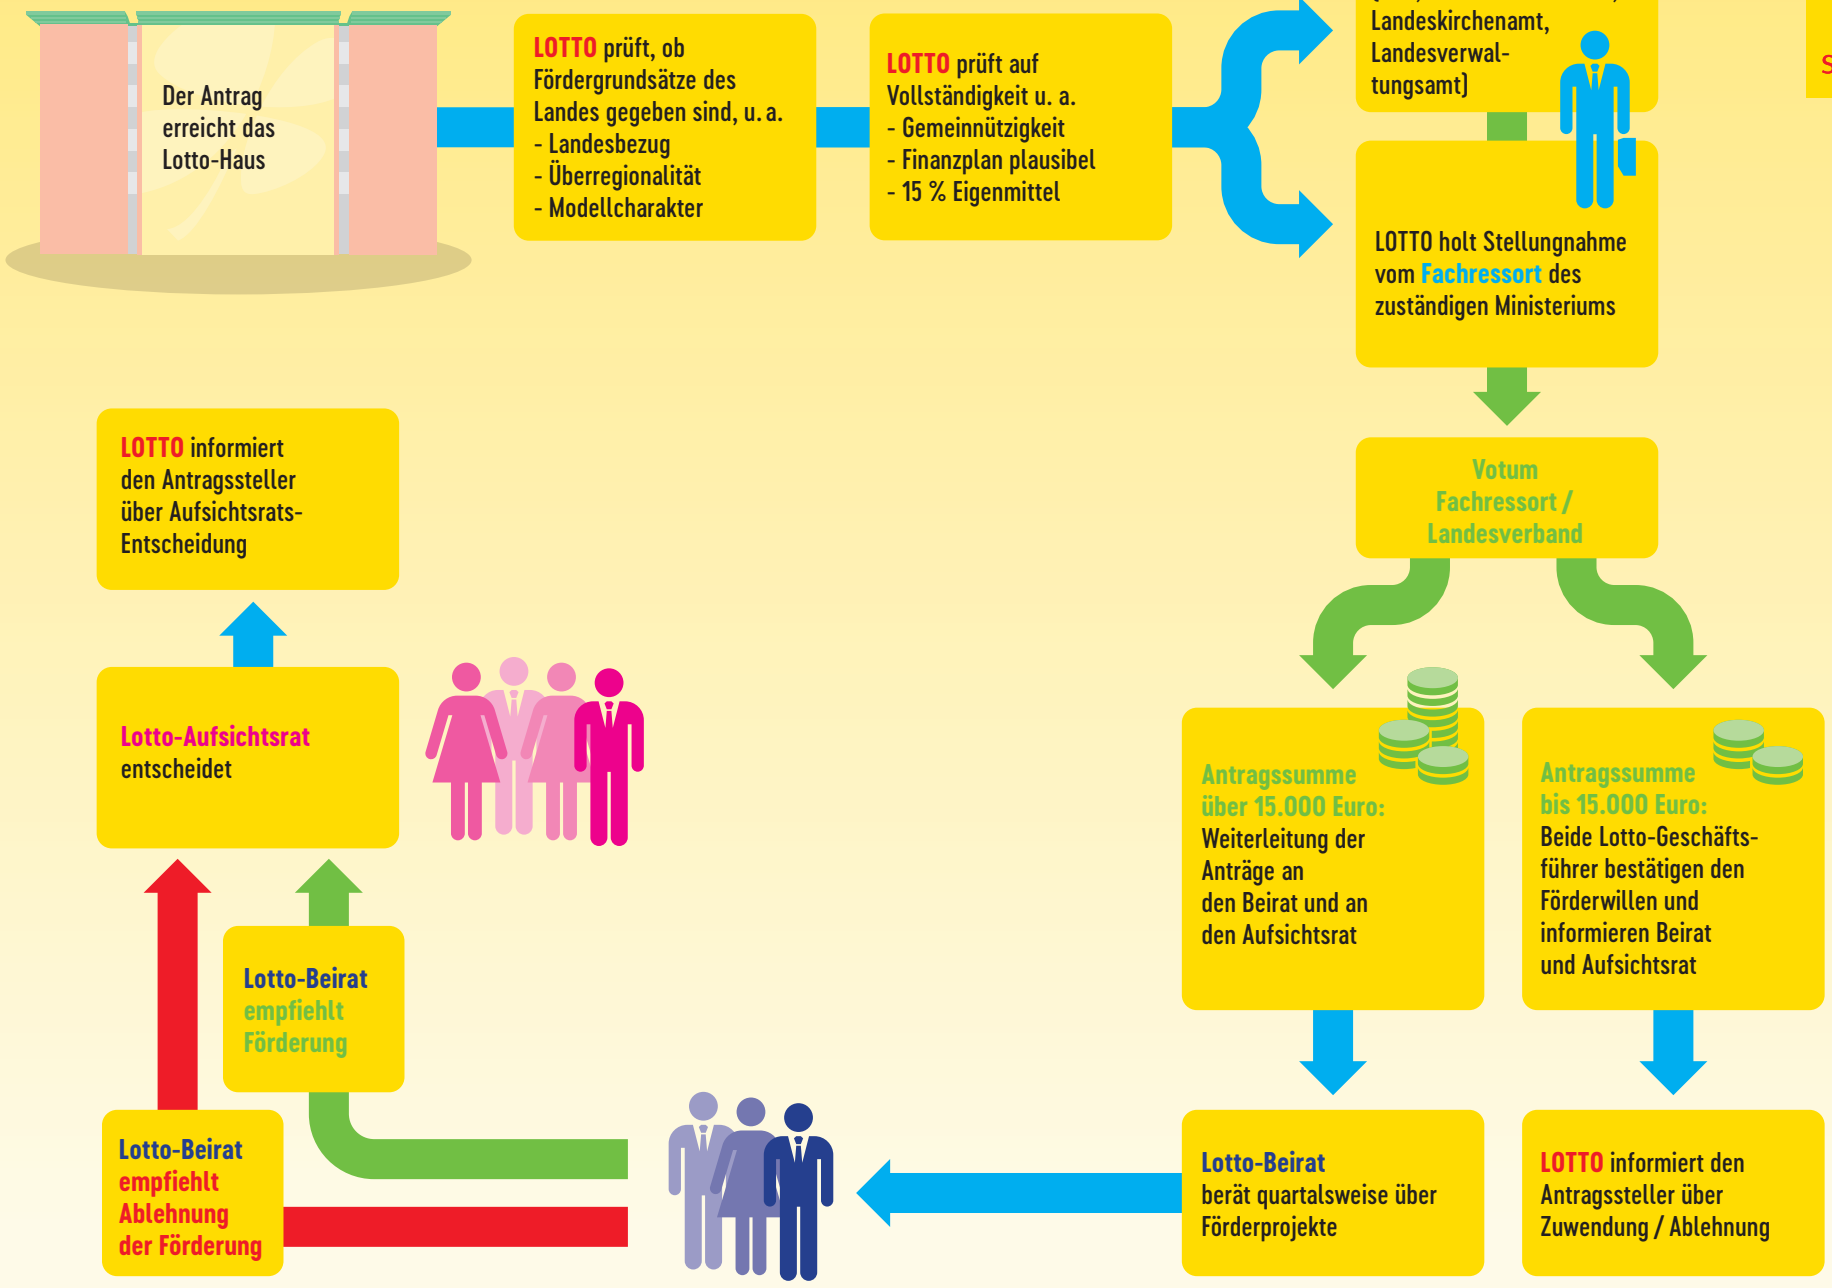 Der Antrag
erreicht das
Lotto-Haus
LOTTO prüft, ob
Fördergrundsätze des
Landes gegeben sind, u. a.
- Landesbezug
- Überregionalität
- Modellcharakter
LOTTO prüft auf
Vollständigkeit u. a.
- Gemeinnützigkeit
- Finanzplan plausibel
- 15 % Eigenmittel
Landeskirchenamt,
Landesverwal-
tungsamt)
S
LOTTO holt Stellungnahme
vom Fachressort des
zuständigen Ministeriums
Votum
Fachressort /
Landesverband
Antragssumme
über 15.000 Euro:
Weiterleitung der
Anträge an
den Beirat und an
den Aufsichtsrat
Antragssumme
bis 15.000 Euro:
Beide Lotto-Geschäfts-
führer bestätigen den
Förderwillen und
informieren Beirat
und Aufsichtsrat
LOTTO informiert den
Antragssteller über
Zuwendung / Ablehnung
Lotto-Beirat
berät quartalsweise über
Förderprojekte
Lotto-Beirat
empfiehlt
Ablehnung
der Förderung
Lotto-Beirat
empfiehlt
Förderung
Lotto-Aufsichtsrat
entscheidet
LOTTO informiert
den Antragssteller
über Aufsichtsrats-
Entscheidung